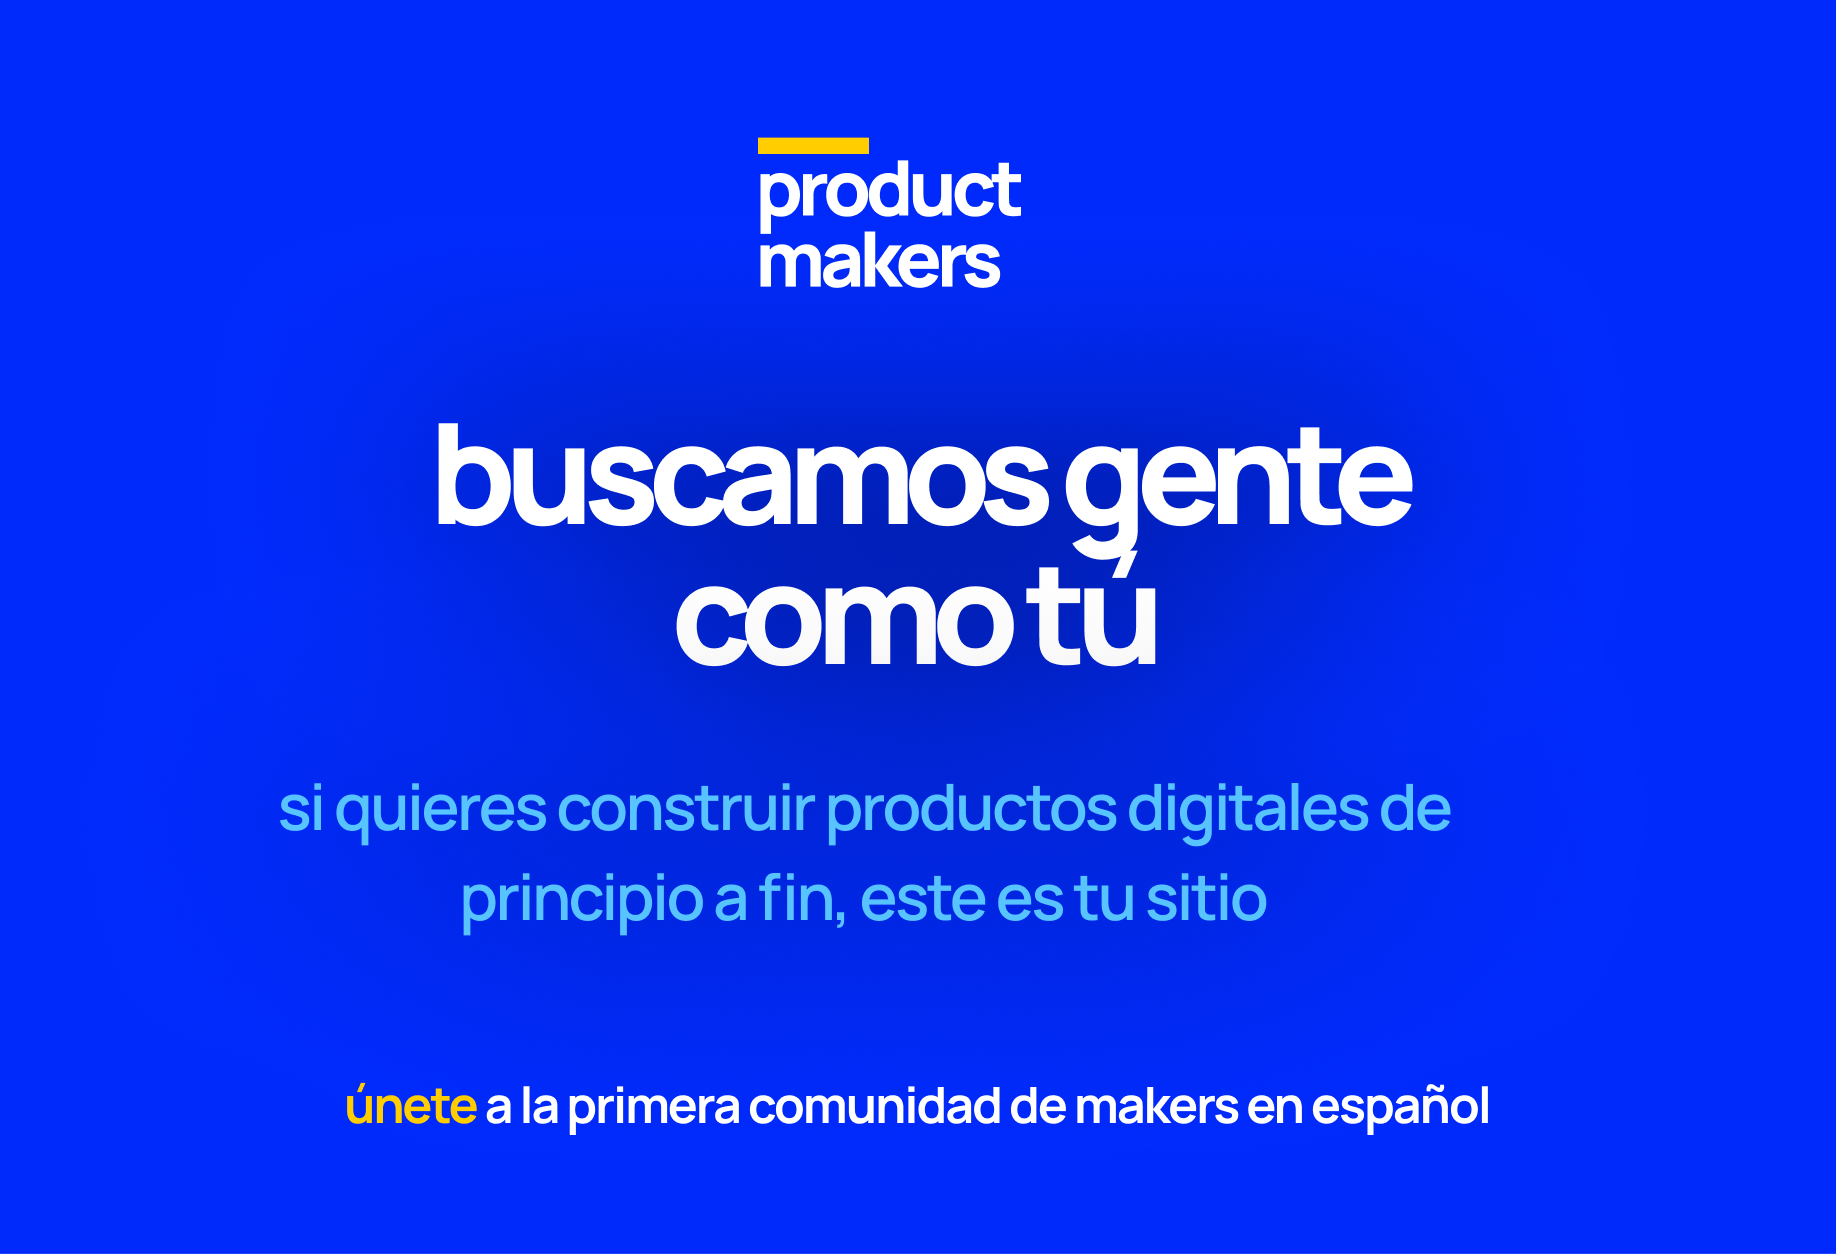 product
makers
buscamos gente
como tú
si quieres construir productos digitales de
principio a fin, este es tu sitio
únete a la primera comunidad de makers en español